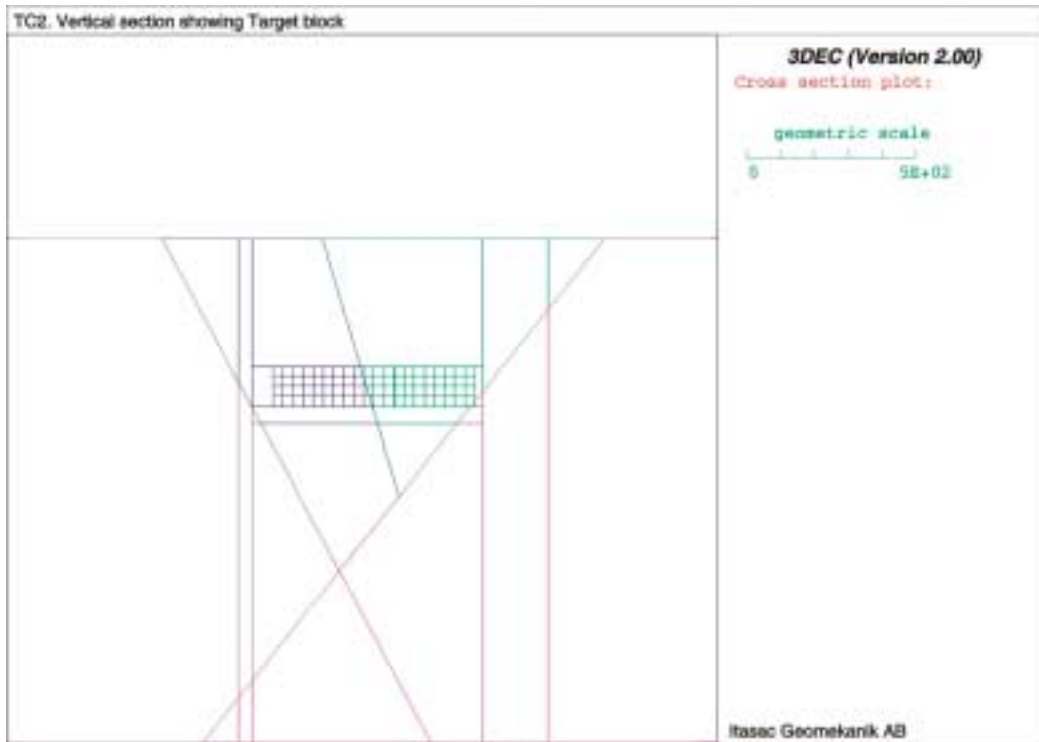 TC2. Vertical section showing Target block
3DEC (Version 2.00)
Cross section plot:
geometric scale
0 5E+02
Itasac Geomekanik AB